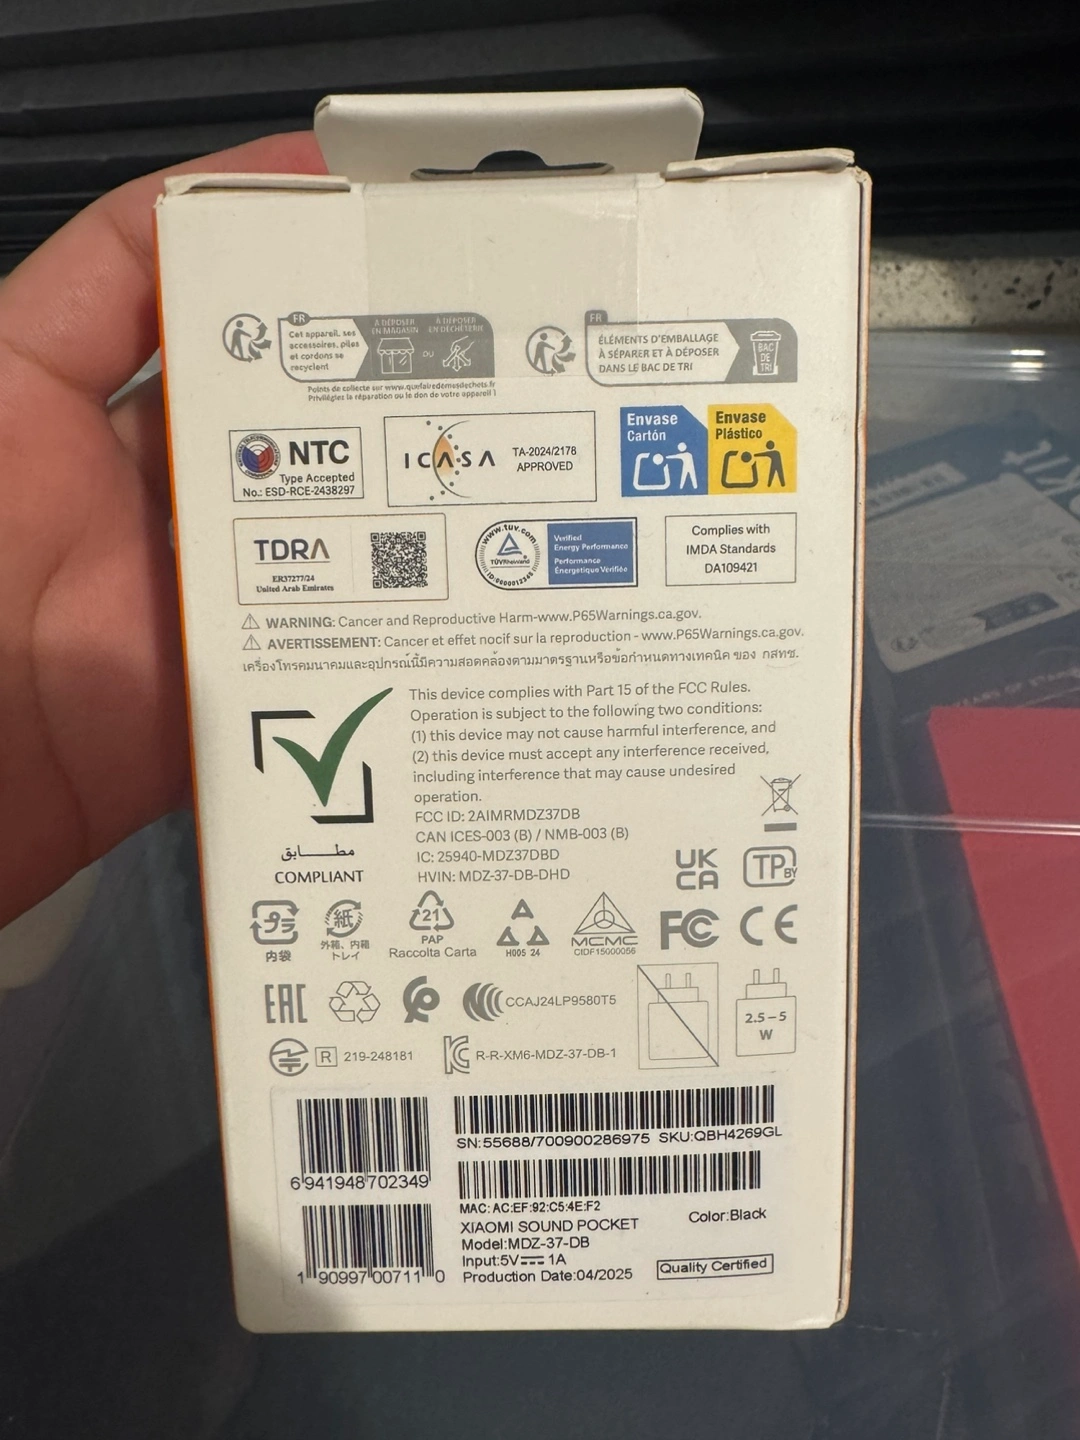 FR
Cet appareil, ses
accessoires, piles
et cordons se
recyclent
À DÉPOSER
EN MAGASIN
OU
À DÉPOSER
EN DÉCHÈTERIE
Points de collecte sur www.quefairedemesdechets.fr
Privilégiez la réparation ou le don de votre appareil !
FR
ÉLÉMENTS D'EMBALLAGE
À SÉPARER ET À DÉPOSER
DANS LE BAC DE TRI
BAC
DE
TRI
NTC
Type Accepted
No.: ESD-RCE-2438297
ICASA
TA-2024/2178
APPROVED
Envase
Cartón
Envase
Plástico
TDRA
ER37277/24
United Arab Emirates
www.tuv.com
TÜVRheinland
ID:0000012345
Verified
Energy Performance
Performance
Énergétique Vérifiée
Complies with
IMDA Standards
DA109421
WARNING: Cancer and Reproductive Harm-www.P65Warnings.ca.gov.
AVERTISSEMENT: Cancer et effet nocif sur la reproduction - www.P65Warnings.ca.gov.
เครื่องโทรคมนาคมและอุปกรณ์นี้มีความสอดคล้องตามมาตรฐานหรือข้อกำหนดทางเทคนิค ของ กสทช.
This device complies with Part 15 of the FCC Rules.
Operation is subject to the following two conditions:
(1) this device may not cause harmful interference, and
(2) this device must accept any interference received,
including interference that may cause undesired
operation.
FCC ID: 2AIMRMDZ37DB
CAN ICES-003 (B) / NMB-003 (B)
IC: 25940-MDZ37DBD
HVIN: MDZ-37-DB-DHD
مطابق
COMPLIANT
UK
CA
TP BY
プラ
内袋
紙
外箱、内箱
トレイ
21
PAP
Raccolta Carta
H005 24
MCMC
CIDF15000056
FC
CE
EAC
CCAJ24LP9580T5
2.5–5
W
R 219-248181
R-R-XM6-MDZ-37-DB-1
6 941948 702349
SN:55688/700900286975 SKU:QBH4269GL
MAC: AC:EF:92:C5:4E:F2
XIAOMI SOUND POCKET
Color:Black
Model:MDZ-37-DB
Input:5V⎓1A
Production Date:04/2025
Quality Certified
1 90997 00711 0